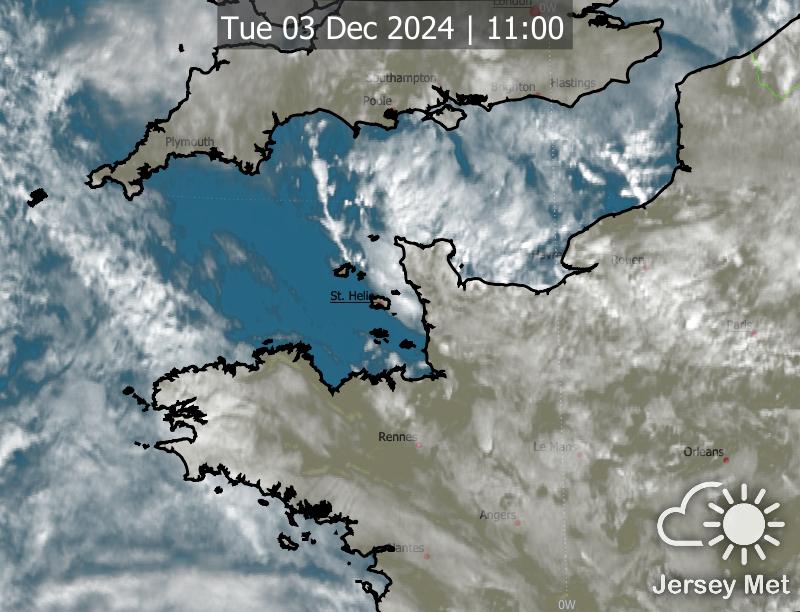 London
0W
Tue 03 Dec 2024 | 11:00
Southampton
Brighton
Hastings
Poole
Plymouth
Rouen
St. Helie
Paris
Rennes
Le Mans
Orleans
Angers
Nantes
Jersey Met
0W